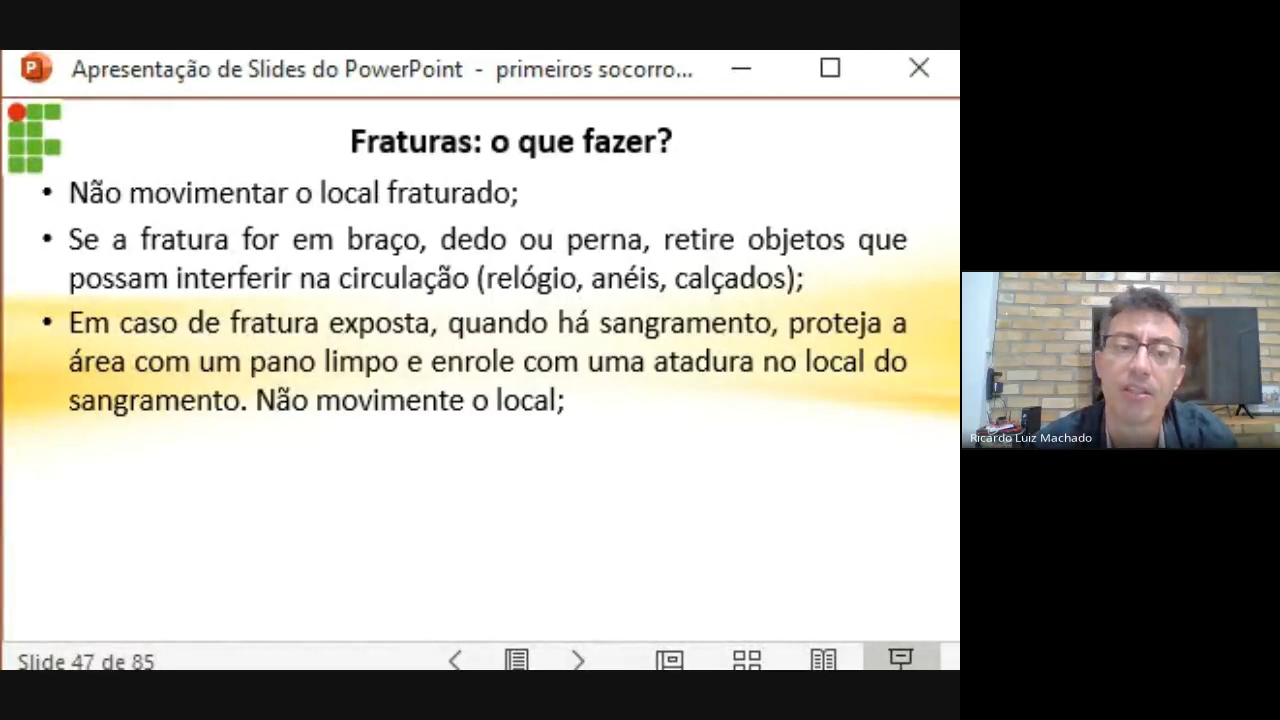 Apresentação de Slides do PowerPoint - primeiros socorro...
Fraturas: o que fazer?
• Não movimentar o local fraturado;
• Se a fratura for em braço, dedo ou perna, retire objetos que
possam interferir na circulação (relógio, anéis, calçados);
• Em caso de fratura exposta, quando há sangramento, proteja a
área com um pano limpo e enrole com uma atadura no local do
sangramento. Não movimente o local;
Ricardo Luiz Machado
Slide 47 de 85